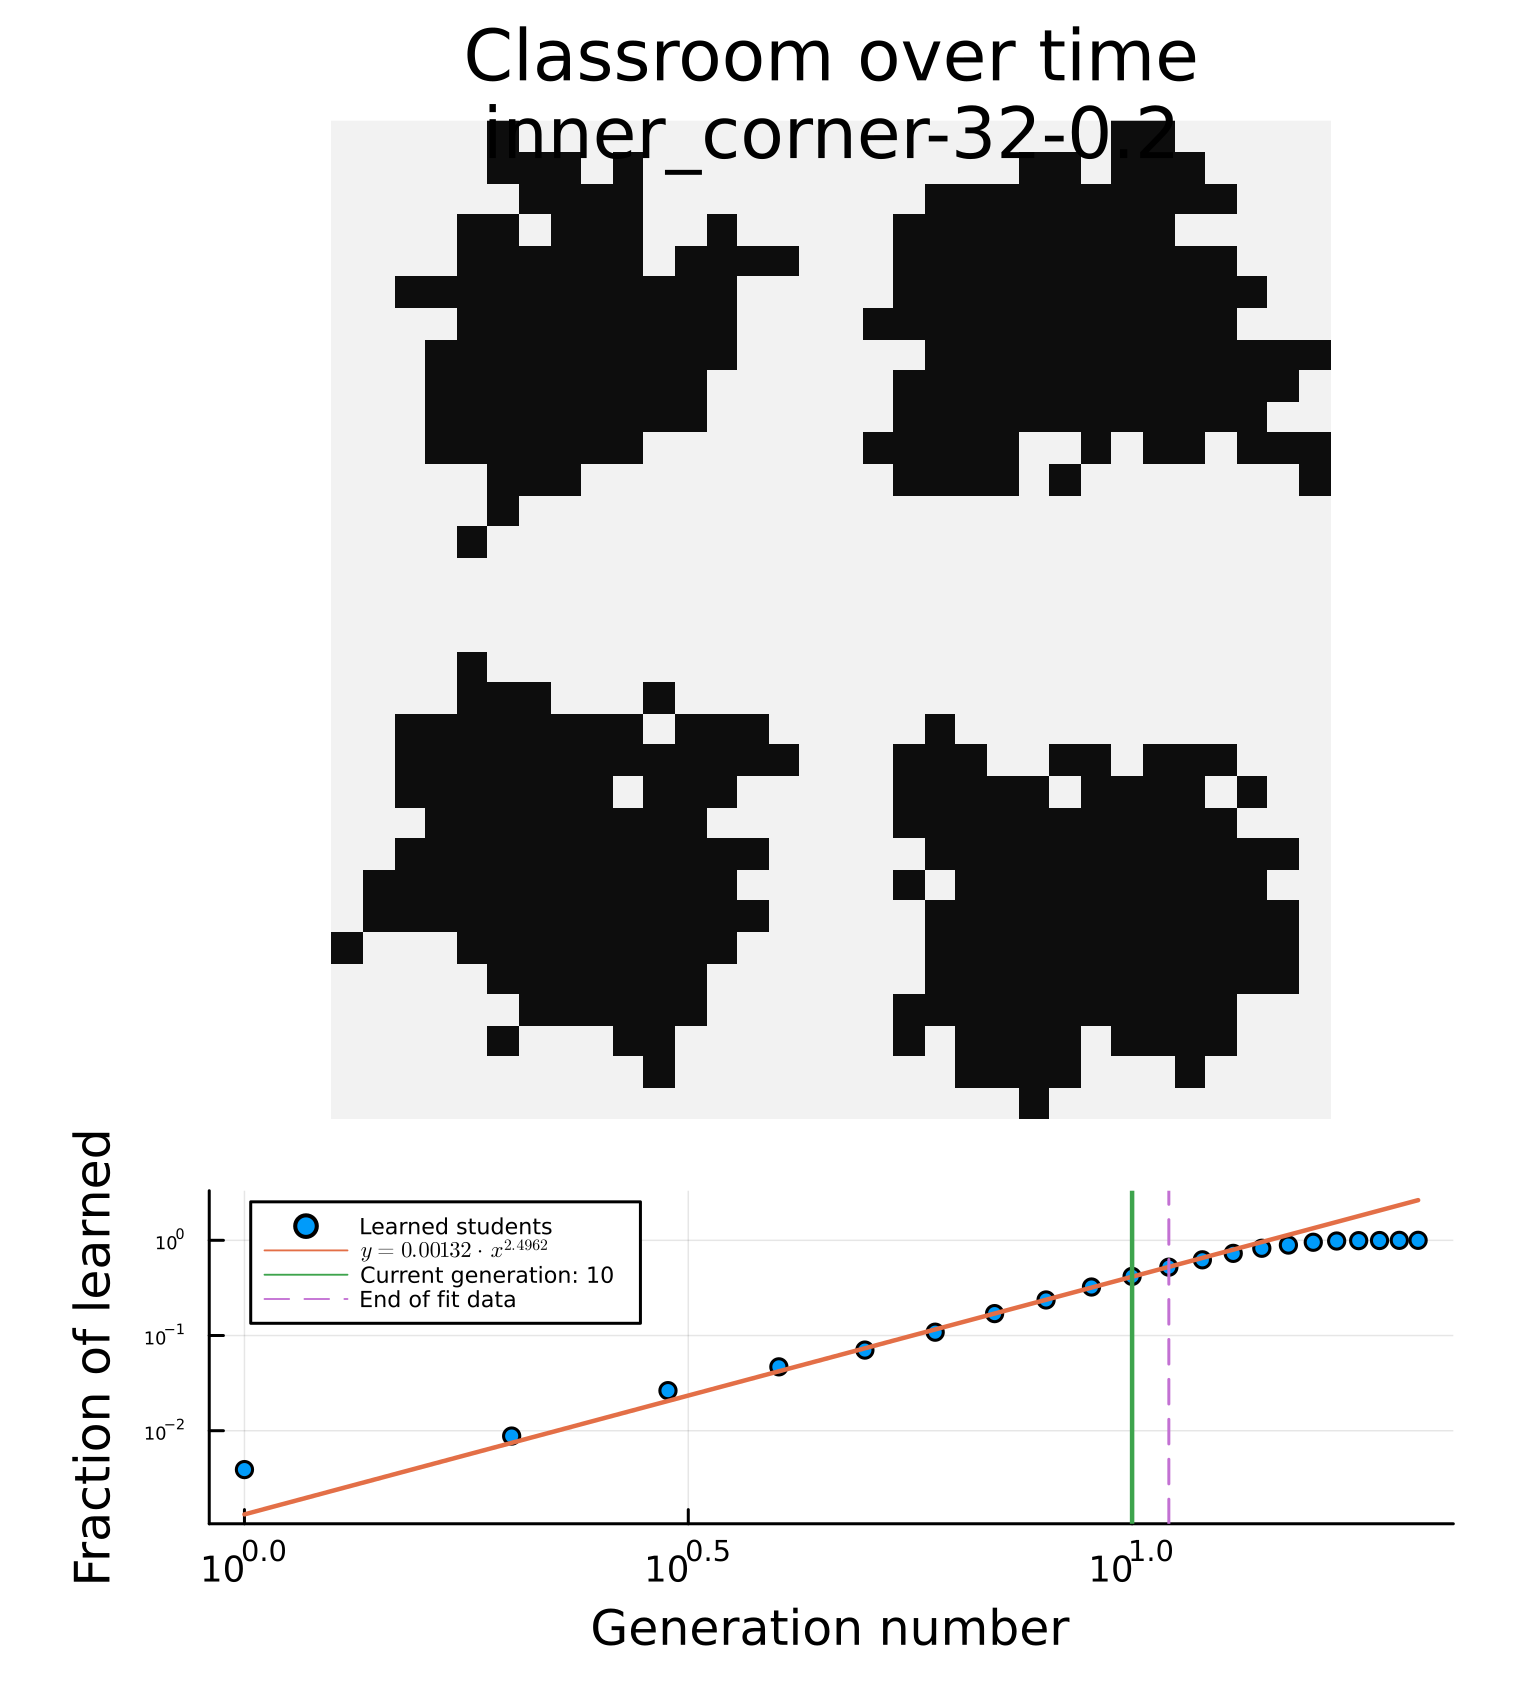 Classroom over time
inner_corner-32-0.2
Fraction of learned
10^0
10^−1
10^−2
Learned students
y = 0.00132 · x^2.4962
Current generation: 10
End of fit data
10^0.0
10^0.5
10^1.0
Generation number